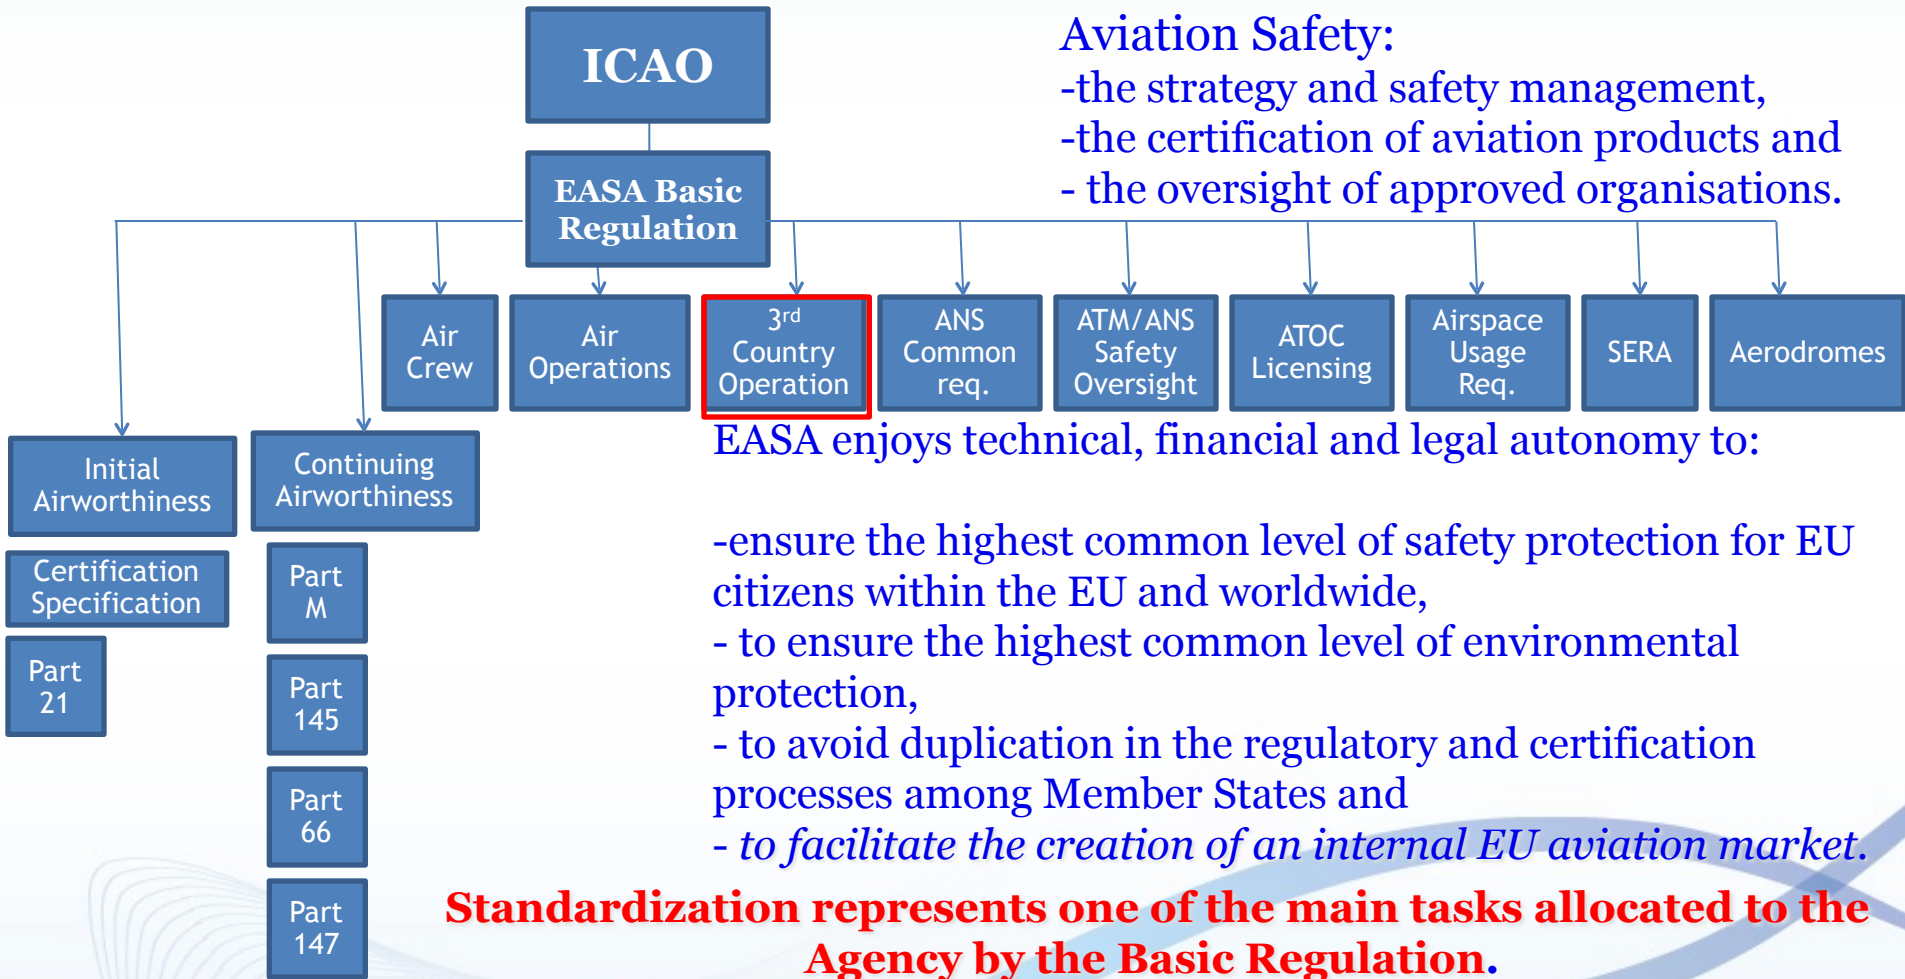 ICAO
Aviation Safety:
-the strategy and safety management,
-the certification of aviation products and
- the oversight of approved organisations.
EASA Basic
Regulation
Air
Crew
Air
Operations
3rd
Country
Operation
ANS
Common
req.
ATM/ANS
Safety
Oversight
ATOC
Licensing
Airspace
Usage
Req.
SERA
Aerodromes
Initial
Airworthiness
Continuing
Airworthiness
Certification
Specification
Part
21
Part
M
Part
145
Part
66
Part
147
EASA enjoys technical, financial and legal autonomy to:
-ensure the highest common level of safety protection for EU
citizens within the EU and worldwide,
- to ensure the highest common level of environmental
protection,
- to avoid duplication in the regulatory and certification
processes among Member States and
- to facilitate the creation of an internal EU aviation market.
Standardization represents one of the main tasks allocated to the
Agency by the Basic Regulation.